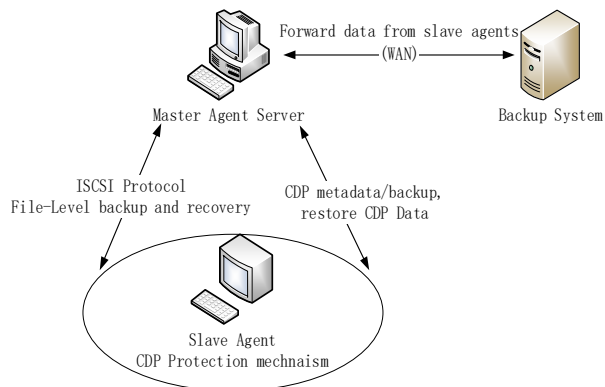 Forward data from slave agents
(WAN)
Master Agent Server
Backup System
ISCSI Protocol
File-Level backup and recovery
CDP metadata/backup,
restore CDP Data
Slave Agent
CDP Protection mechnaism